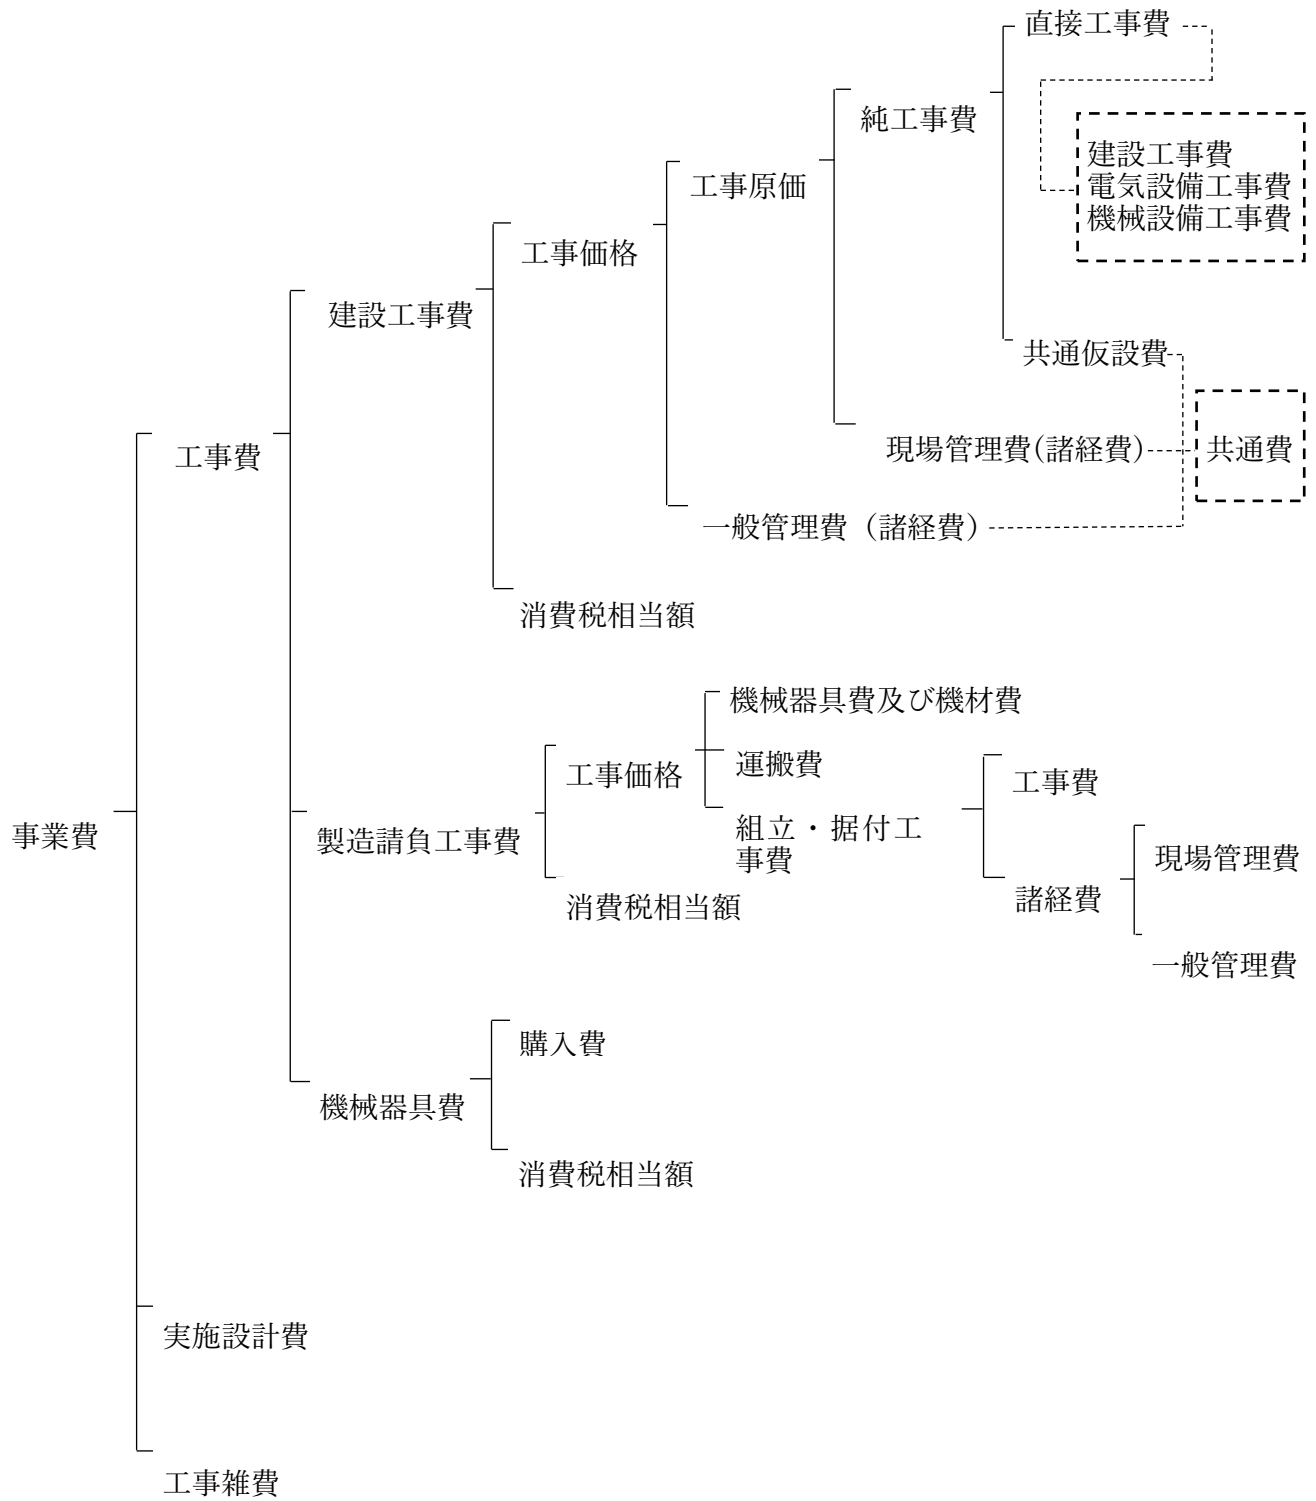 直接工事費
純工事費
建設工事費
電気設備工事費
機械設備工事費
工事原価
工事価格
建設工事費
共通仮設費
工事費
現場管理費(諸経費)
共通費
一般管理費（諸経費）
消費税相当額
機械器具費及び機材費
工事価格
運搬費
工事費
事業費
製造請負工事費
組立・据付工
事費
現場管理費
消費税相当額
諸経費
一般管理費
購入費
機械器具費
消費税相当額
実施設計費
工事雑費